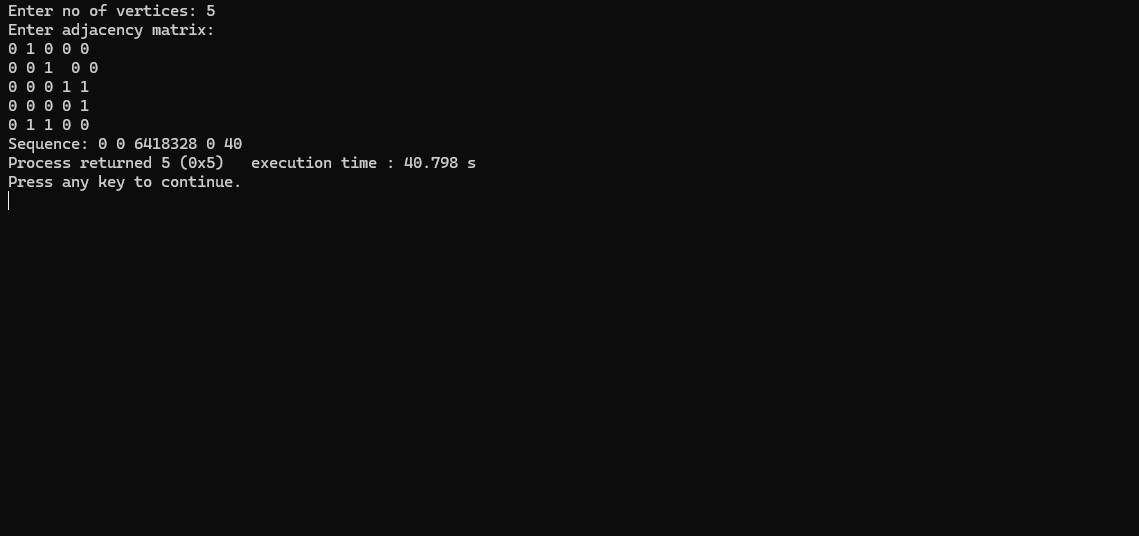 Enter no of vertices: 5
Enter adjacency matrix:
0 1 0 0 0
0 0 1  0 0
0 0 0 1 1
0 0 0 0 1
0 1 1 0 0
Sequence: 0 0 6418328 0 40
Process returned 5 (0x5)   execution time : 40.798 s
Press any key to continue.